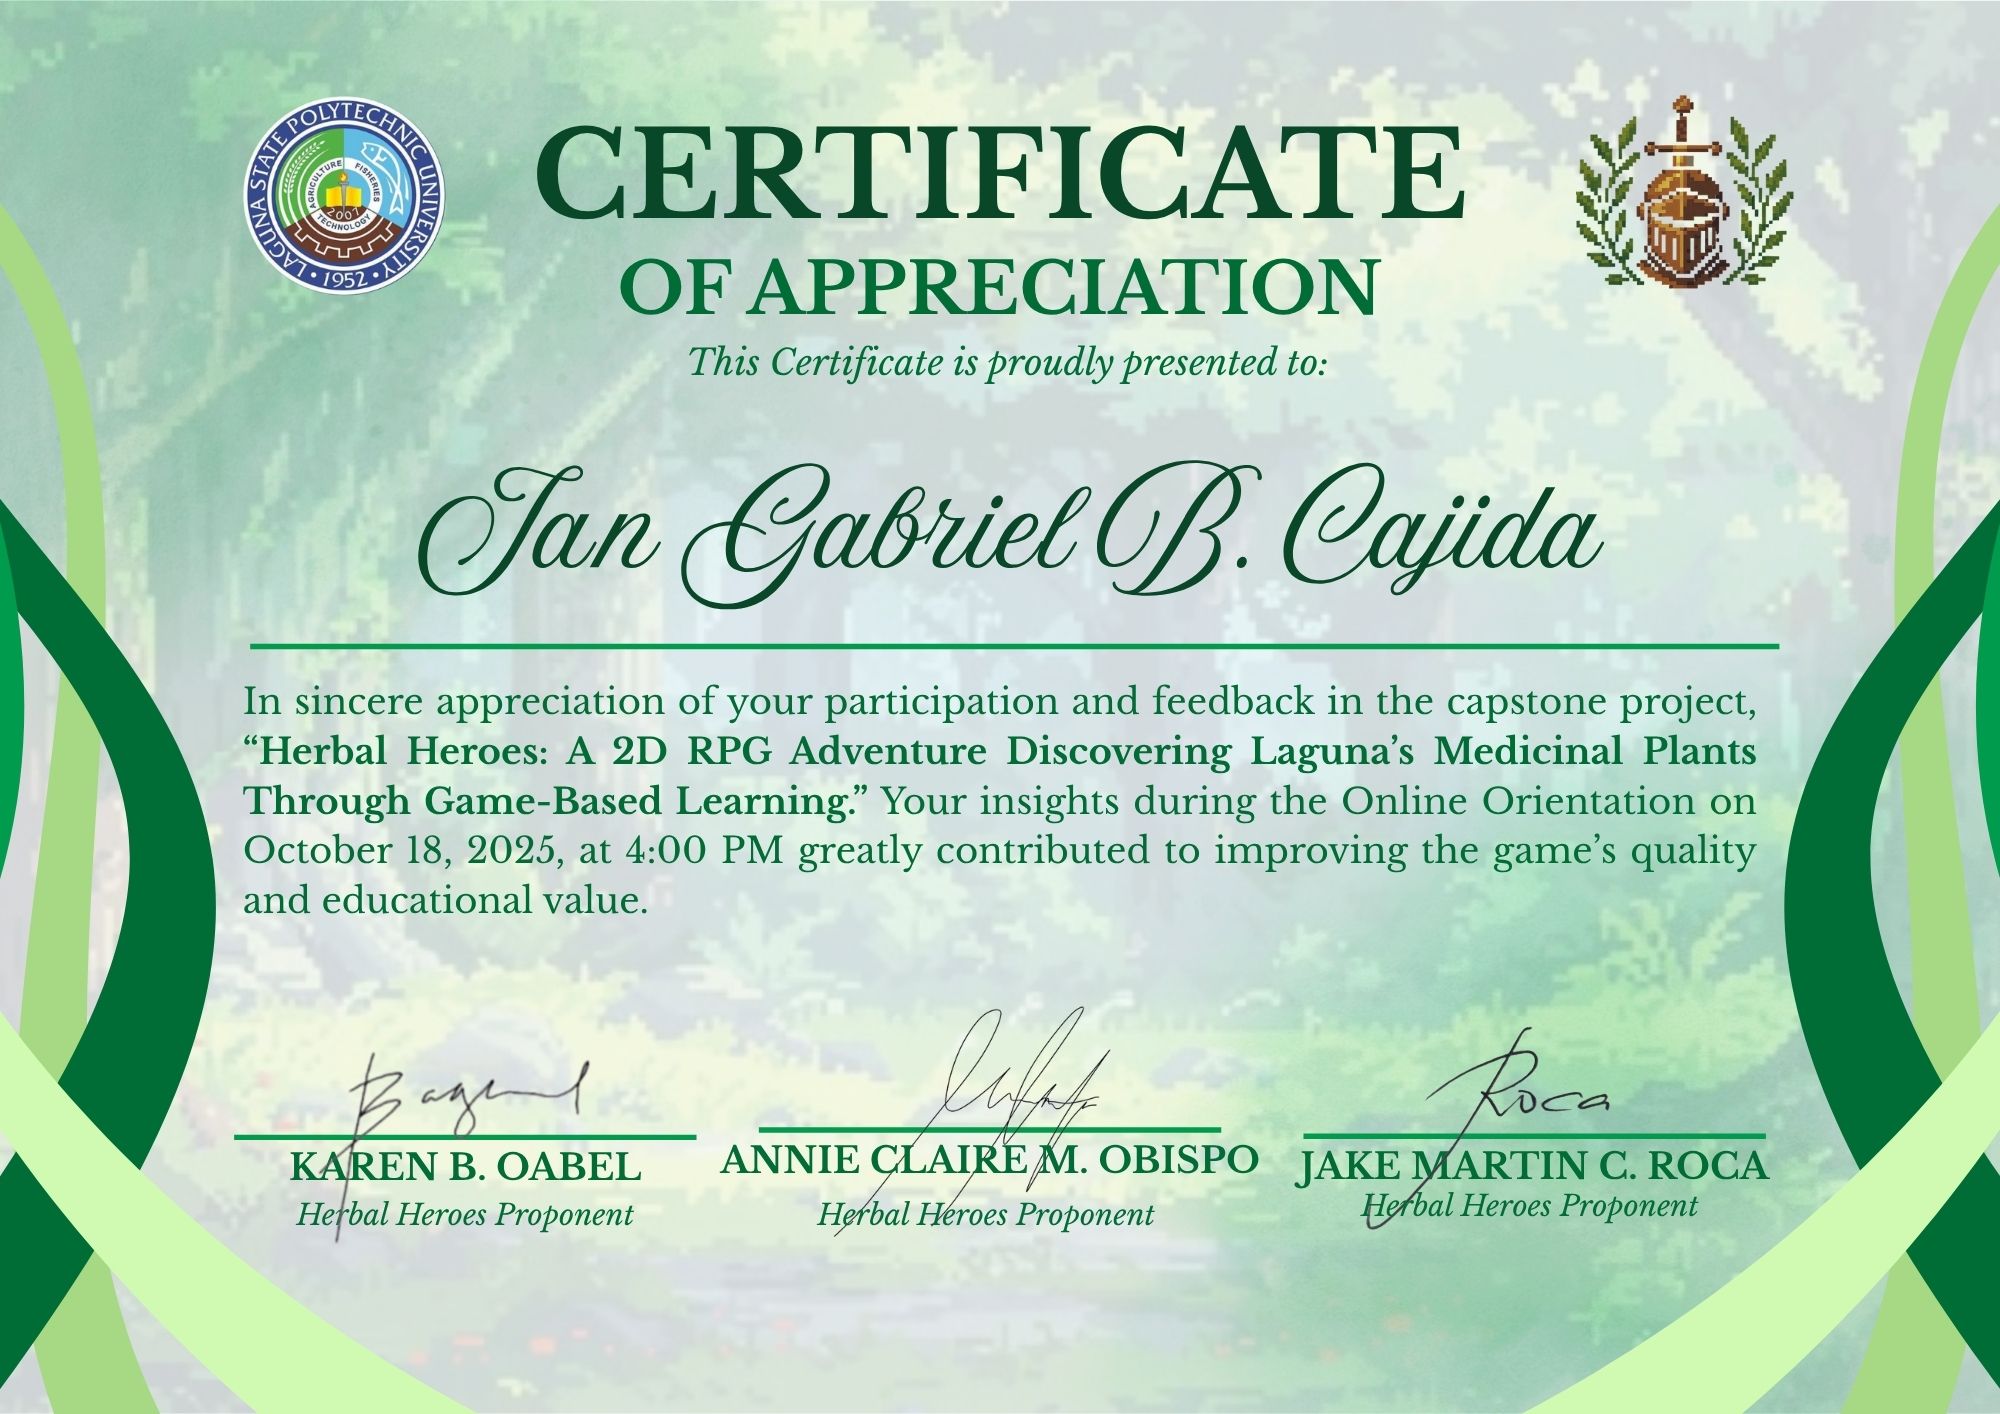 LAGUNA STATE POLYTECHNIC UNIVERSITY
1952
AGRICULTURE
FISHERIES
2007
TECHNOLOGY
CERTIFICATE
OF APPRECIATION
This Certificate is proudly presented to:
Jan Gabriel B. Cajida
In sincere appreciation of your participation and feedback in the capstone project,
“Herbal Heroes: A 2D RPG Adventure Discovering Laguna’s Medicinal Plants
Through Game-Based Learning.” Your insights during the Online Orientation on
October 18, 2025, at 4:00 PM greatly contributed to improving the game’s quality
and educational value.
Roca
KAREN B. OABEL
Herbal Heroes Proponent
ANNIE CLAIRE M. OBISPO
Herbal Heroes Proponent
JAKE MARTIN C. ROCA
Herbal Heroes Proponent